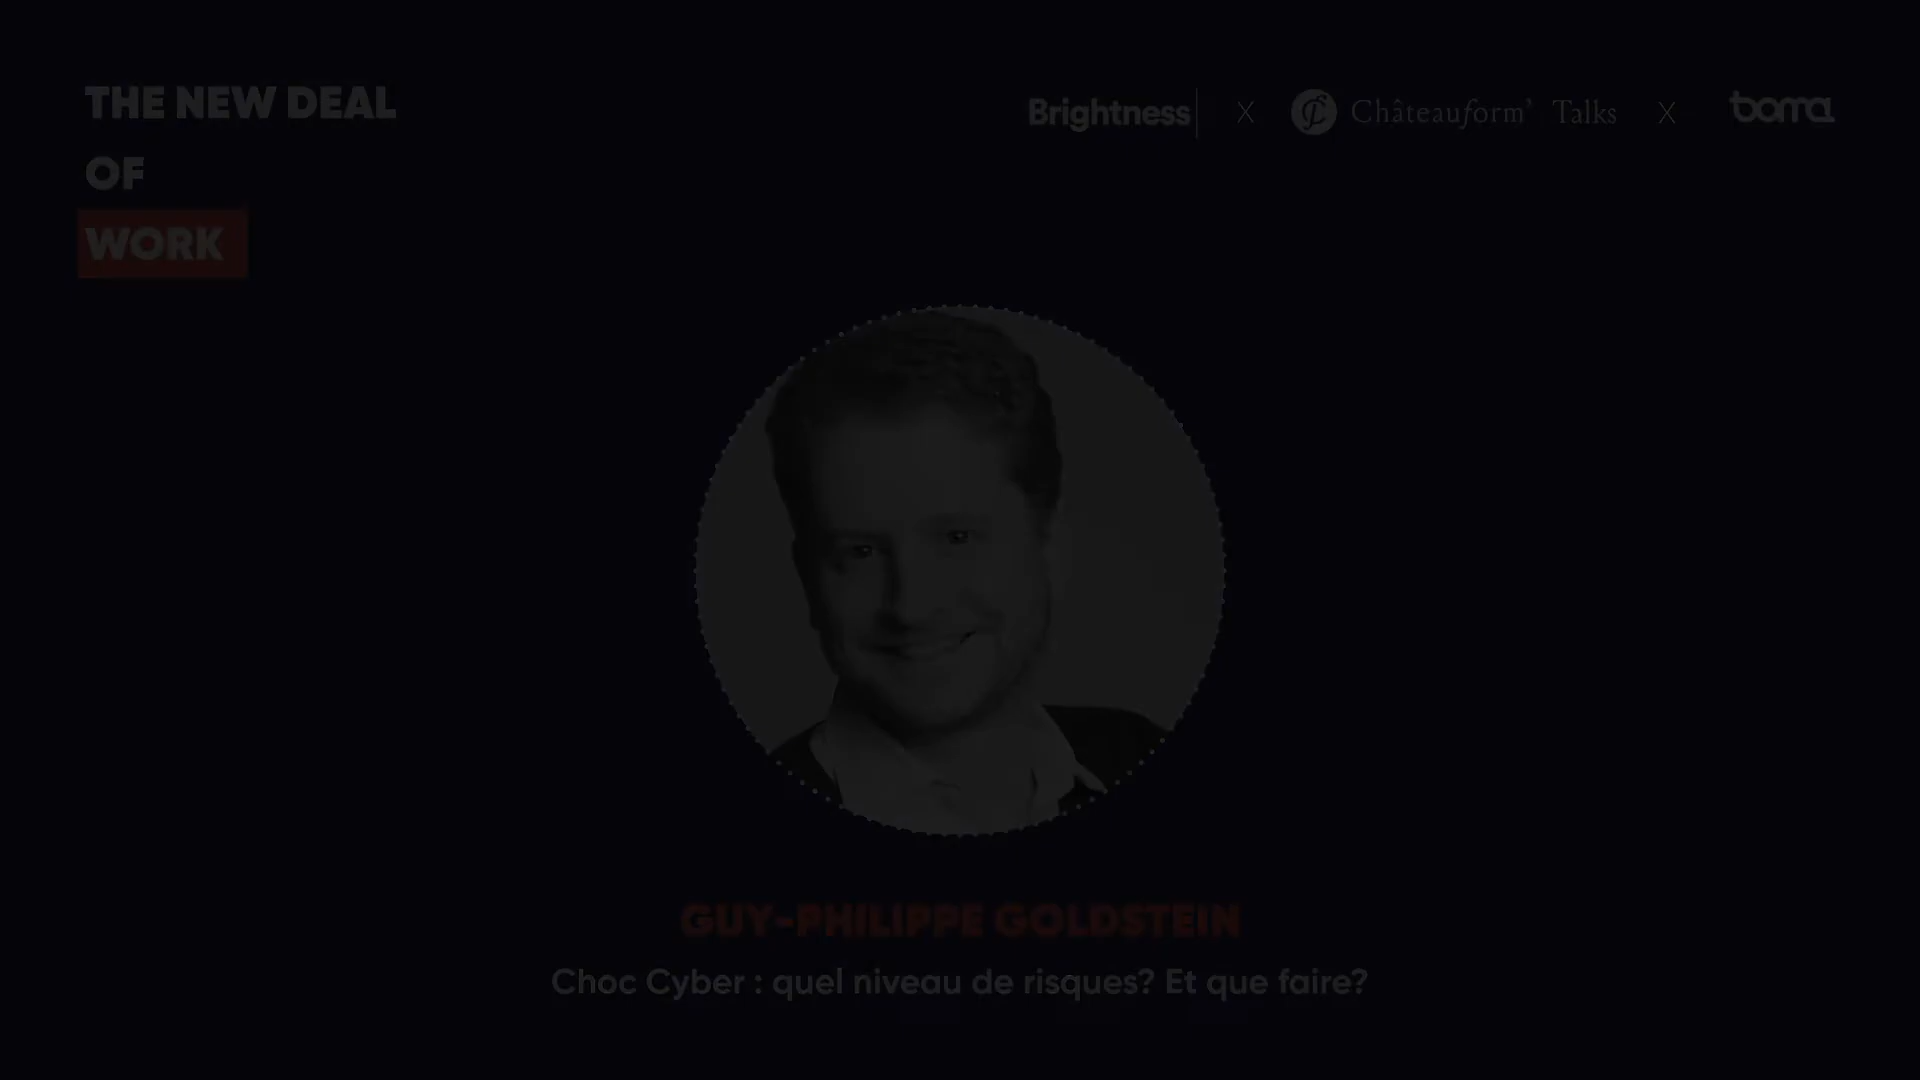 THE NEW DEAL
OF
WORK
Brightness X Châteauform' Talks X boma
GUY-PHILIPPE GOLDSTEIN
Choc Cyber : quel niveau de risques? Et que faire?